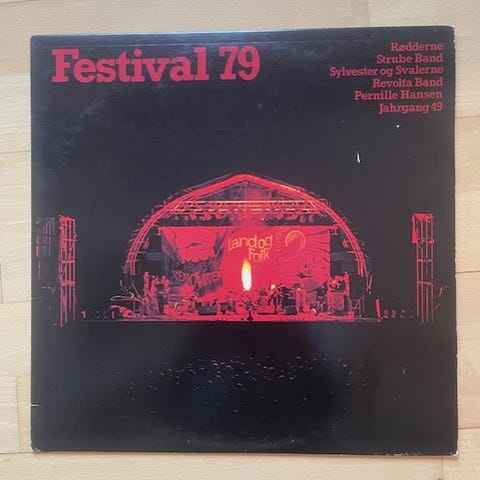 Festival 79
Rødderne
Strube Band
Sylvester og Svalerne
Revolta Band
Pernille Hansen
Jahrgang 49
Land og
Folk